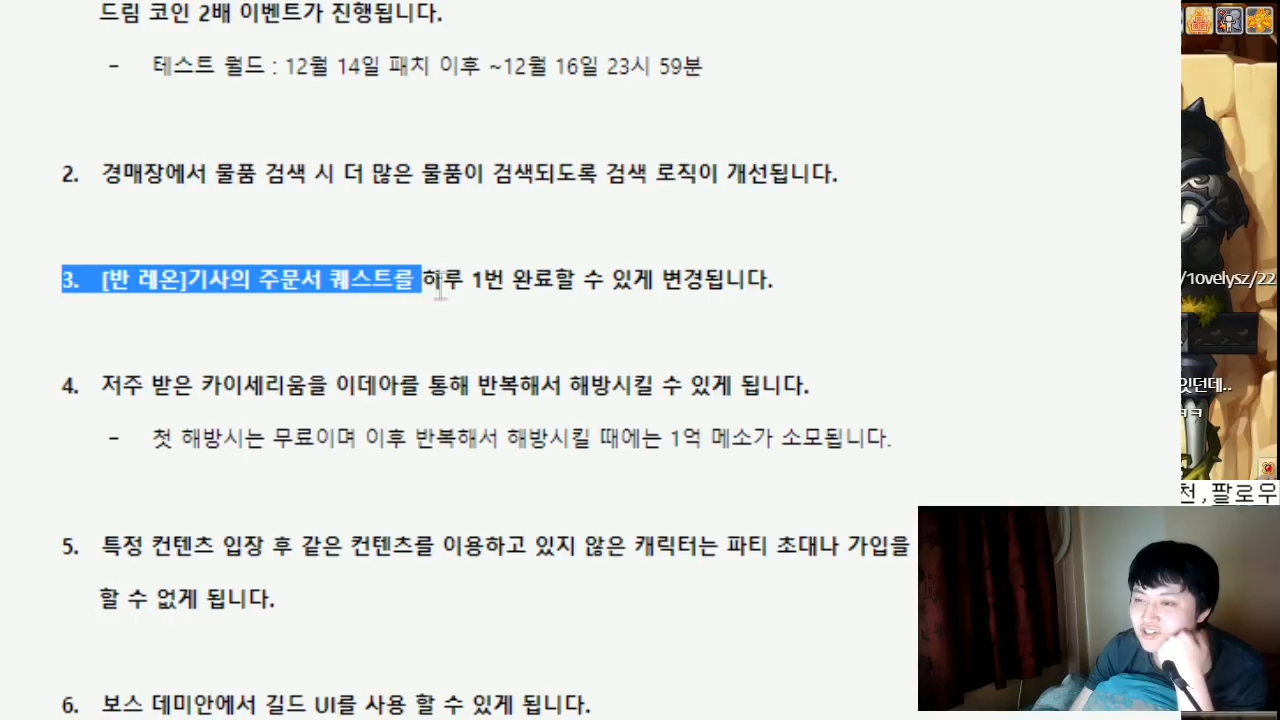 드림 코인 2배 이벤트가 진행됩니다.
- 테스트 월드 : 12월 14일 패치 이후 ~12월 16일 23시 59분
2. 경매장에서 물품 검색 시 더 많은 물품이 검색되도록 검색 로직이 개선됩니다.
3. [반 레온]기사의 주문서 퀘스트를 하루 1번 완료할 수 있게 변경됩니다.
/1ovelysz/22
4. 저주 받은 카이세리움을 이데아를 통해 반복해서 해방시킬 수 있게 됩니다.
잇던데..
- 첫 해방시는 무료이며 이후 반복해서 해방시킬 때에는 1억 메소가 소모됩니다.
ㅋㅋ
천,팔로우
5. 특정 컨텐츠 입장 후 같은 컨텐츠를 이용하고 있지 않은 캐릭터는 파티 초대나 가입을
할 수 없게 됩니다.
6. 보스 데미안에서 길드 UI를 사용 할 수 있게 됩니다.